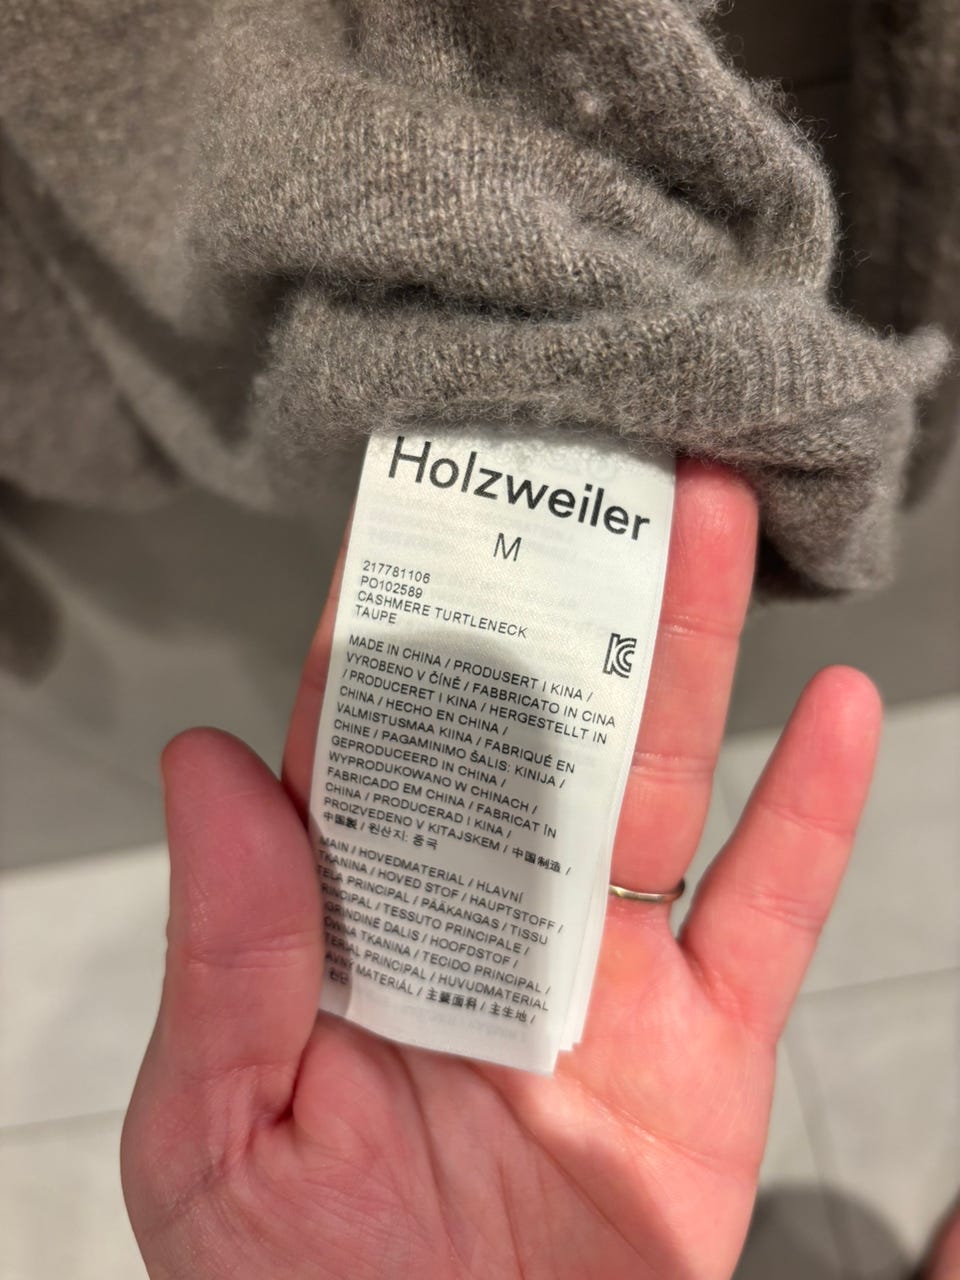 Holzweiler
M
217781106
PO102589
CASHMERE TURTLENECK
TAUPE
MADE IN CHINA / PRODUSERT I KINA /
VYROBENO V ČÍNĚ / FABBRICATO IN CINA
/ PRODUCERET I KINA / HERGESTELLT IN
CHINA / HECHO EN CHINA /
VALMISTUSMAA KIINA / FABRIQUÉ EN
CHINE / PAGAMINIMO ŠALIS: KINIJA /
GEPRODUCEERD IN CHINA /
WYPRODUKOWANO W CHINACH /
FABRICADO EM CHINA / FABRICAT ÎN
CHINA / PRODUCERAD I KINA /
PROIZVEDENO V KITAJSKEM / 中国制造 /
中国製 / 원산지: 중국
MAIN / HOVEDMATERIAL / HLAVNÍ
TKANINA / HOVED STOF / HAUPTSTOFF /
TELA PRINCIPAL / PÄÄKANGAS / TISSU
PRINCIPAL / TESSUTO PRINCIPALE /
GRINDINĖ DALIS / HOOFDSTOF /
TKANINA / TECIDO PRINCIPAL /
PRINCIPAL / HUVUDMATERIAL
MATERIÁL / 主要面料 / 主生地 /
원단